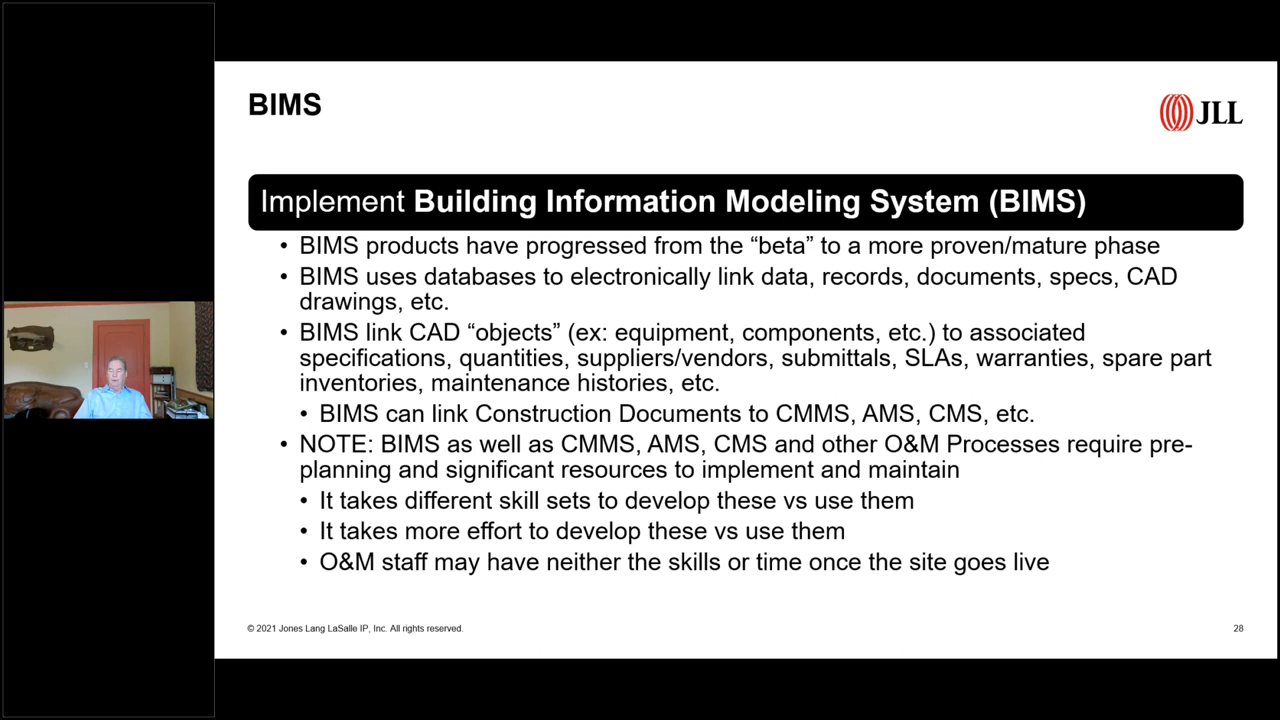 BIMS
JLL
Implement Building Information Modeling System (BIMS)
• BIMS products have progressed from the “beta” to a more proven/mature phase
• BIMS uses databases to electronically link data, records, documents, specs, CAD
drawings, etc.
• BIMS link CAD “objects” (ex: equipment, components, etc.) to associated
specifications, quantities, suppliers/vendors, submittals, SLAs, warranties, spare part
inventories, maintenance histories, etc.
• BIMS can link Construction Documents to CMMS, AMS, CMS, etc.
• NOTE: BIMS as well as CMMS, AMS, CMS and other O&M Processes require pre-
planning and significant resources to implement and maintain
• It takes different skill sets to develop these vs use them
• It takes more effort to develop these vs use them
• O&M staff may have neither the skills or time once the site goes live
© 2021 Jones Lang LaSalle IP, Inc. All rights reserved.
28